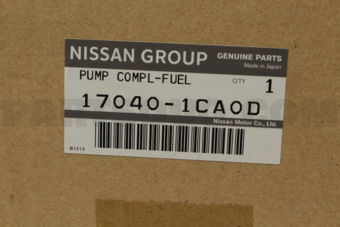 NISSAN GROUP
GENUINE PARTS
Made in Japan
PUMP COMPL-FUEL
QTY 1
17040-1CA0D
Nissan Motor Co., Ltd.